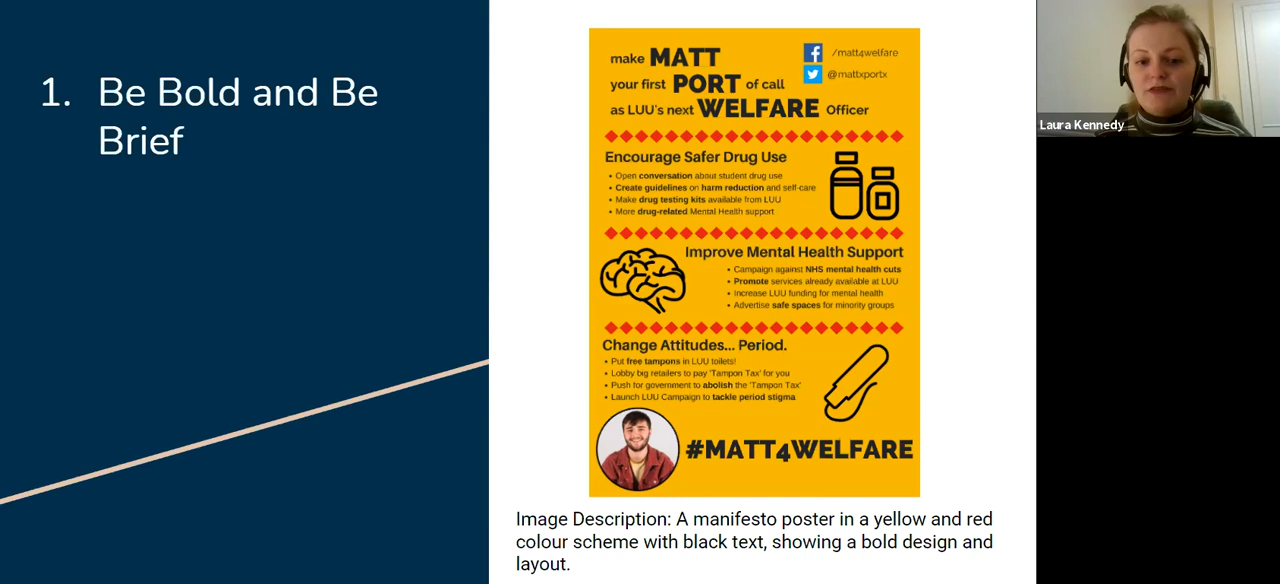 1. Be Bold and Be
Brief
make MATT
your first PORT of call
as LUU's next WELFARE Officer
/matt4welfare
@mattxportx
Encourage Safer Drug Use
• Open conversation about student drug use
• Create guidelines on harm reduction and self-care
• Make drug testing kits available from LUU
• More drug-related Mental Health support
Improve Mental Health Support
• Campaign against NHS mental health cuts
• Promote services already available at LUU
• Increase LUU funding for mental health
• Advertise safe spaces for minority groups
Change Attitudes... Period.
• Put free tampons in LUU toilets!
• Lobby big retailers to pay 'Tampon Tax' for you
• Push for government to abolish the 'Tampon Tax'
• Launch LUU Campaign to tackle period stigma
#MATT4WELFARE
Image Description: A manifesto poster in a yellow and red
colour scheme with black text, showing a bold design and
layout.
Laura Kennedy